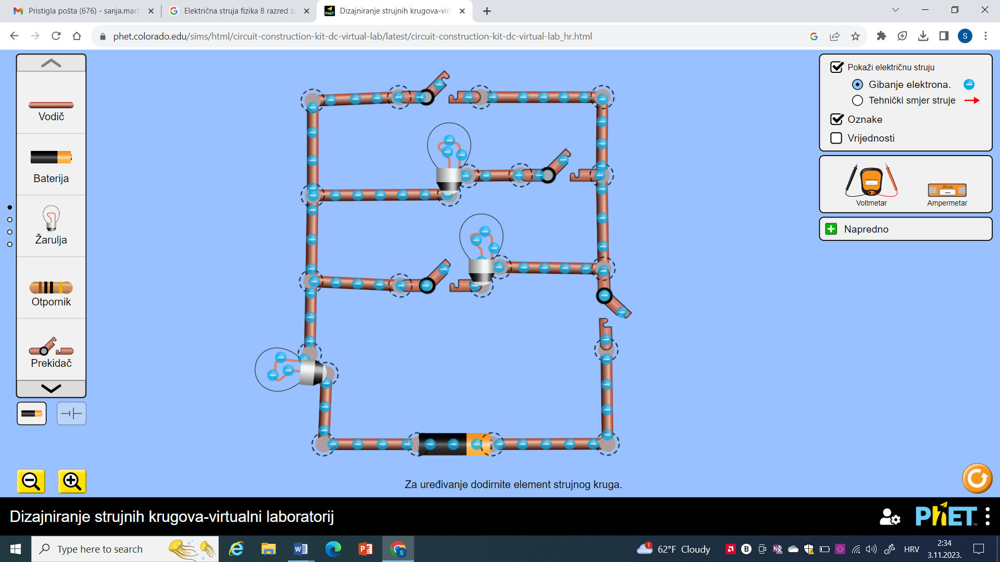 Pristigla pošta (676) - sanja.mart
Električna struja fizika 8 razred z
Dizajniranje strujnih krugova-virt
phet.colorado.edu/sims/html/circuit-construction-kit-dc-virtual-lab/latest/circuit-construction-kit-dc-virtual-lab_hr.html
S
Vodič
Baterija
Žarulja
Otpornik
Prekidač
Pokaži električnu struju
Gibanje elektrona.
Tehnički smjer struje
Oznake
Vrijednosti
Struja
Voltmetar
Ampermetar
Napredno
Za uređivanje dodirnite element strujnog kruga.
Dizajniranje strujnih krugova-virtualni laboratorij
PhET
Type here to search
1
62°F Cloudy
HRV
2:34
3.11.2023.